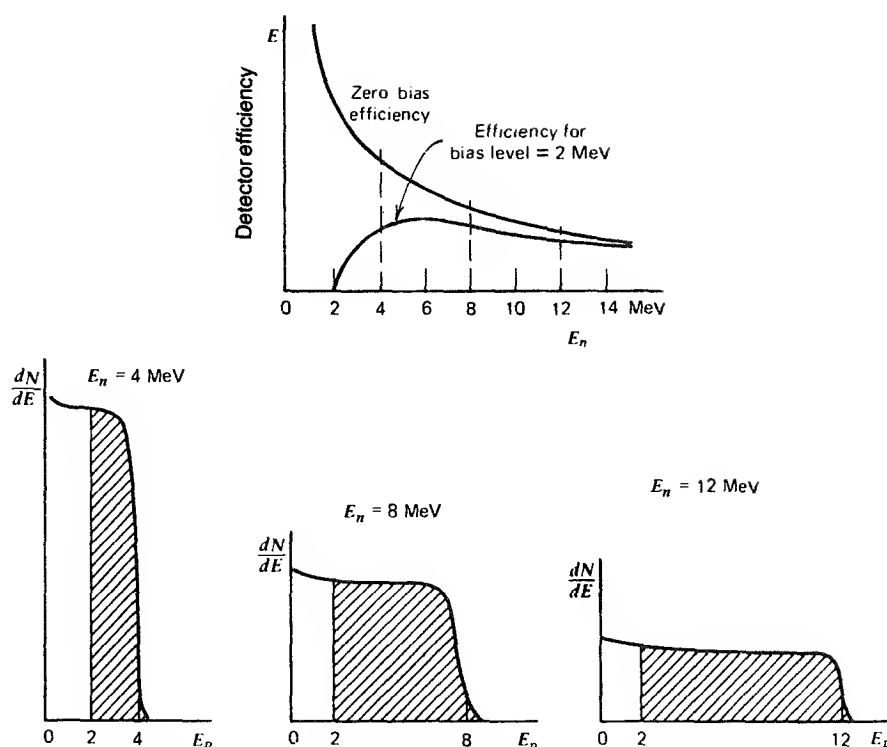 E
Detector efficiency
Zero bias
efficiency
Efficiency for
bias level = 2 MeV
0 2 4 6 8 10 12 14 MeV
E_n
dN/dE
E_n = 4 MeV
0 2 4 E_p
dN/dE
E_n = 8 MeV
0 2 8 E_p
dN/dE
E_n = 12 MeV
0 2 12 E_p